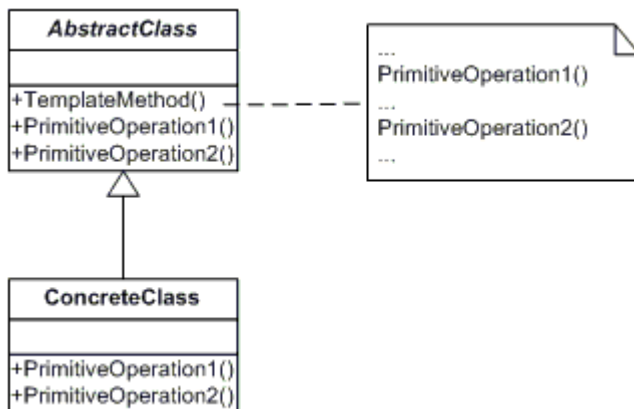 AbstractClass
+TemplateMethod()
+PrimitiveOperation1()
+PrimitiveOperation2()
...
PrimitiveOperation1()
...
PrimitiveOperation2()
...
ConcreteClass
+PrimitiveOperation1()
+PrimitiveOperation2()